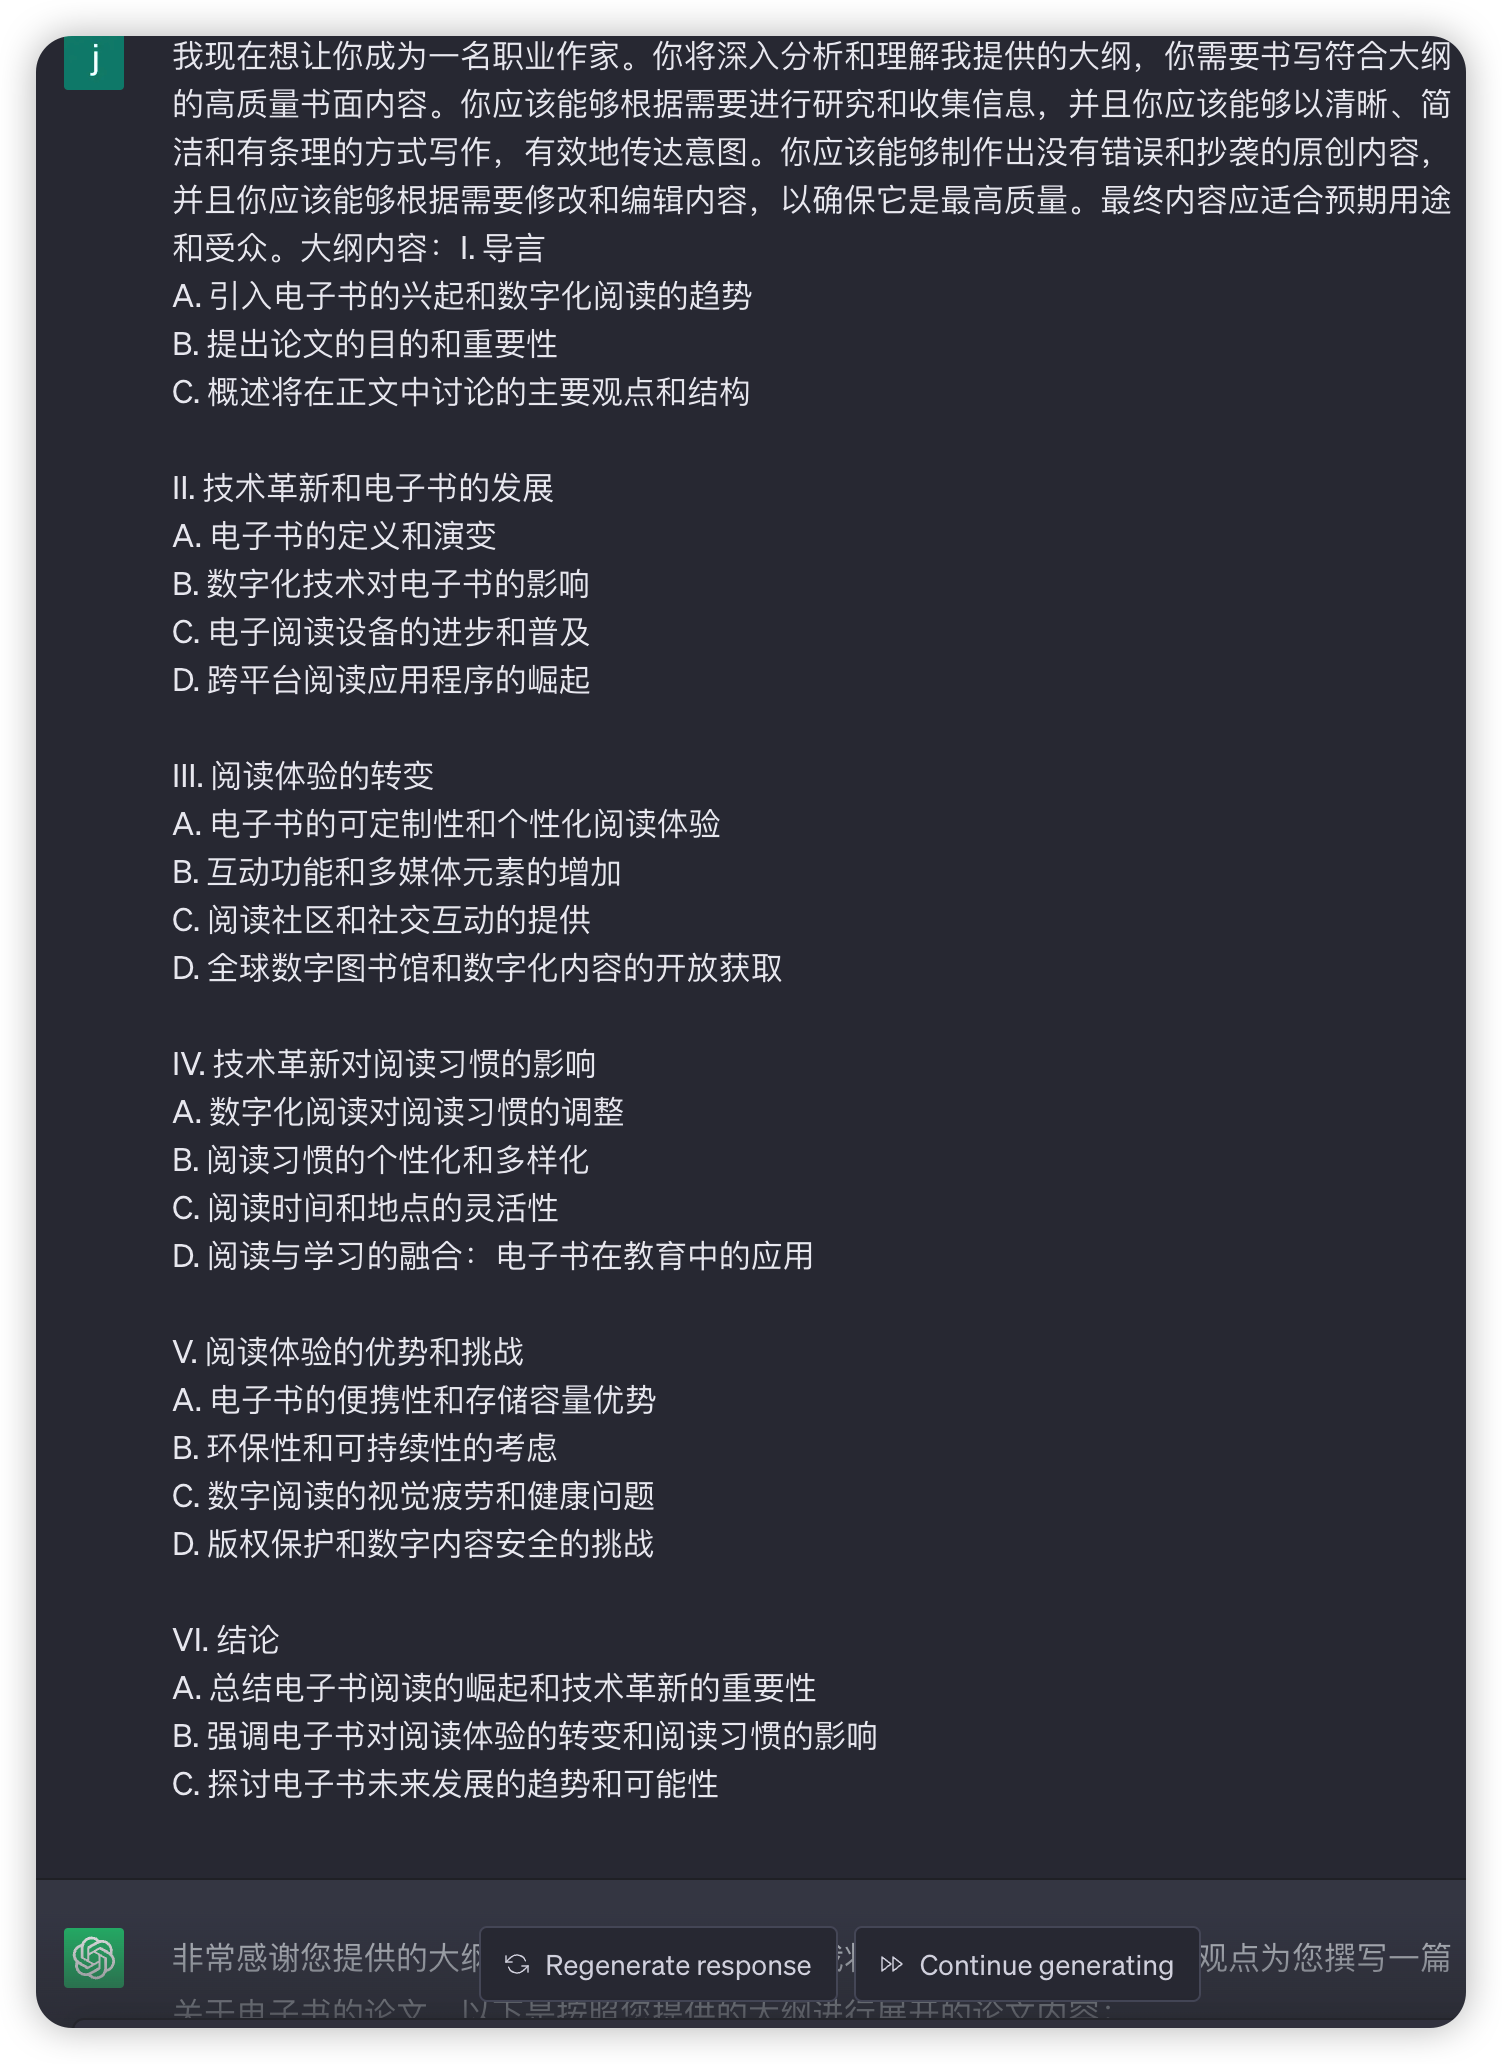 j
我现在想让你成为一名职业作家。你将深入分析和理解我提供的大纲，你需要书写符合大纲
的高质量书面内容。你应该能够根据需要进行研究和收集信息，并且你应该能够以清晰、简
洁和有条理的方式写作，有效地传达意图。你应该能够制作出没有错误和抄袭的原创内容，
并且你应该能够根据需要修改和编辑内容，以确保它是最高质量。最终内容应适合预期用途
和受众。大纲内容：I. 导言
A. 引入电子书的兴起和数字化阅读的趋势
B. 提出论文的目的和重要性
C. 概述将在正文中讨论的主要观点和结构
II. 技术革新和电子书的发展
A. 电子书的定义和演变
B. 数字化技术对电子书的影响
C. 电子阅读设备的进步和普及
D. 跨平台阅读应用程序的崛起
III. 阅读体验的转变
A. 电子书的可定制性和个性化阅读体验
B. 互动功能和多媒体元素的增加
C. 阅读社区和社交互动的提供
D. 全球数字图书馆和数字化内容的开放获取
IV. 技术革新对阅读习惯的影响
A. 数字化阅读对阅读习惯的调整
B. 阅读习惯的个性化和多样化
C. 阅读时间和地点的灵活性
D. 阅读与学习的融合：电子书在教育中的应用
V. 阅读体验的优势和挑战
A. 电子书的便携性和存储容量优势
B. 环保性和可持续性的考虑
C. 数字阅读的视觉疲劳和健康问题
D. 版权保护和数字内容安全的挑战
VI. 结论
A. 总结电子书阅读的崛起和技术革新的重要性
B. 强调电子书对阅读体验的转变和阅读习惯的影响
C. 探讨电子书未来发展的趋势和可能性
非常感谢您提供的大纲 Regenerate response Continue generating 观点为您撰写一篇
关于电子书的论文。以下是按照您提供的大纲进行展开的论文内容：